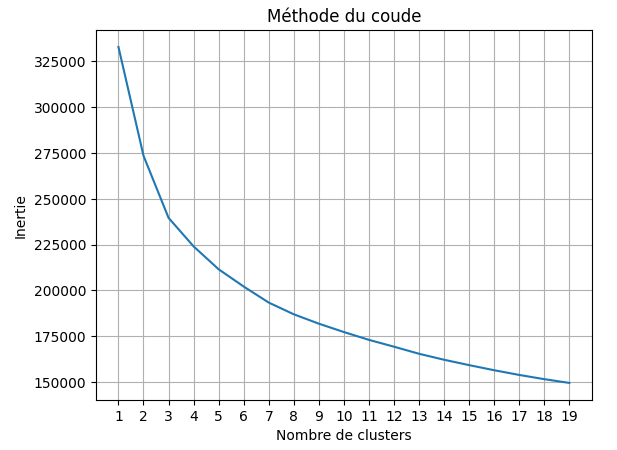 Méthode du coude
325000
300000
275000
250000
225000
200000
175000
150000
Inertie
1 2 3 4 5 6 7 8 9 10 11 12 13 14 15 16 17 18 19
Nombre de clusters